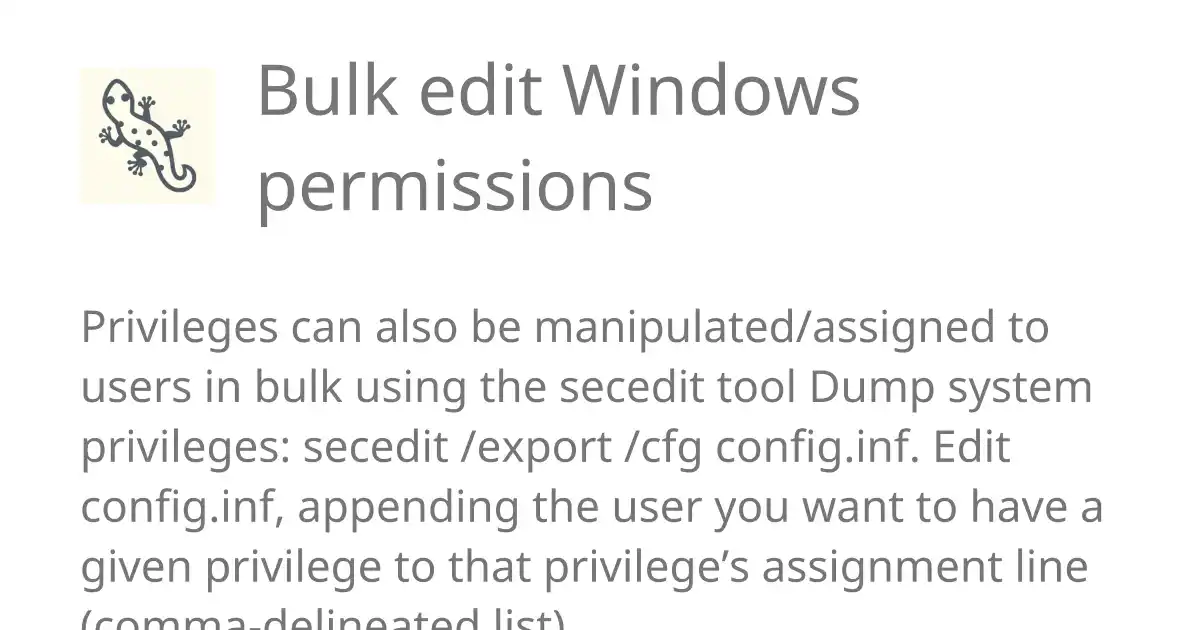 Bulk edit Windows
permissions
Privileges can also be manipulated/assigned to
users in bulk using the secedit tool Dump system
privileges: secedit /export /cfg config.inf. Edit
config.inf, appending the user you want to have a
given privilege to that privilege’s assignment line
(comma-delineated list)